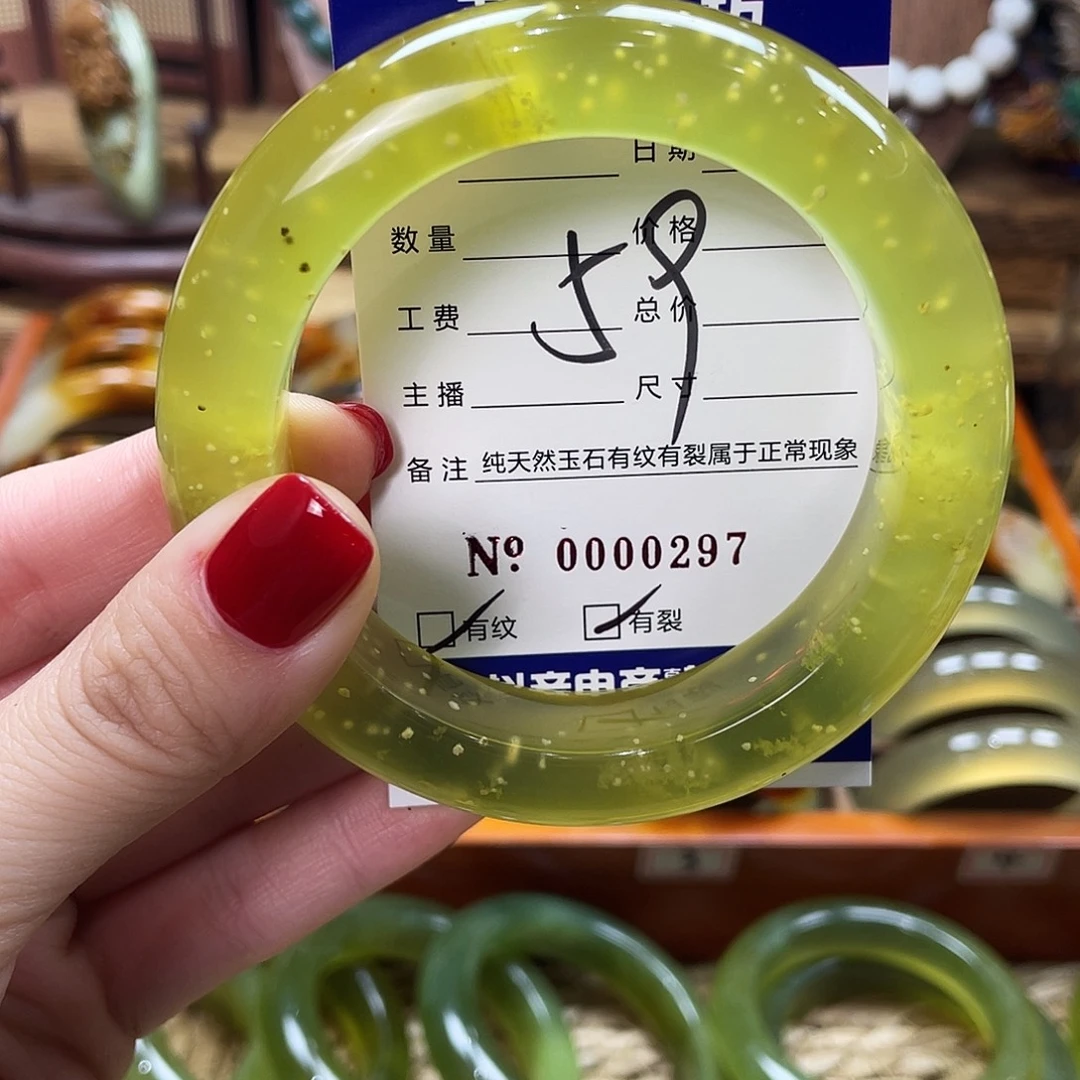 日期
数量 价格
59
工费 总价
主播 尺寸
备注 纯天然玉石有纹有裂属于正常现象
Nº 0000297
有纹 有裂